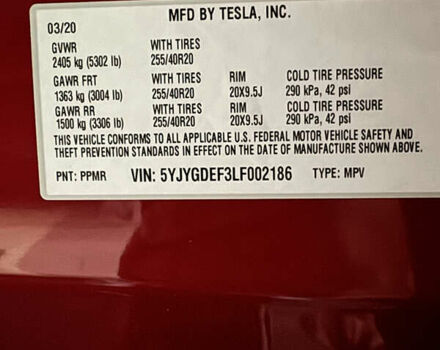 MFD BY TESLA, INC.
03/20
GVWR WITH TIRES
2405 kg (5302 lb) 255/40R20
GAWR FRT WITH TIRES RIM COLD TIRE PRESSURE
1363 kg (3004 lb) 255/40R20 20X9.5J 290 kPa, 42 psi
GAWR RR WITH TIRES RIM COLD TIRE PRESSURE
1500 kg (3306 lb) 255/40R20 20X9.5J 290 kPa, 42 psi
THIS VEHICLE CONFORMS TO ALL APPLICABLE U.S. FEDERAL MOTOR VEHICLE SAFETY AND
THEFT PREVENTION STANDARDS IN EFFECT ON THE DATE OF MANUFACTURE SHOWN ABOVE.
PNT: PPMR VIN: 5YJYGDEF3LF002186 TYPE: MPV